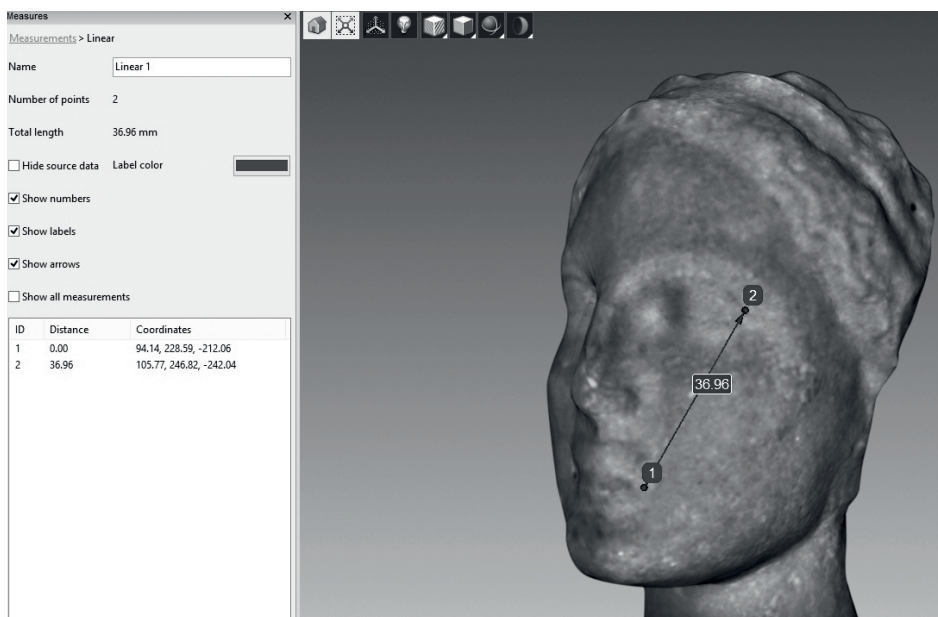 Measures
Measurements > Linear
Name Linear 1
Number of points 2
Total length 36.96 mm
Hide source data Label color
Show numbers
Show labels
Show arrows
Show all measurements
ID Distance Coordinates
1 0.00 94.14, 228.59, -212.06
2 36.96 105.77, 246.82, -242.04
2
36.96
1